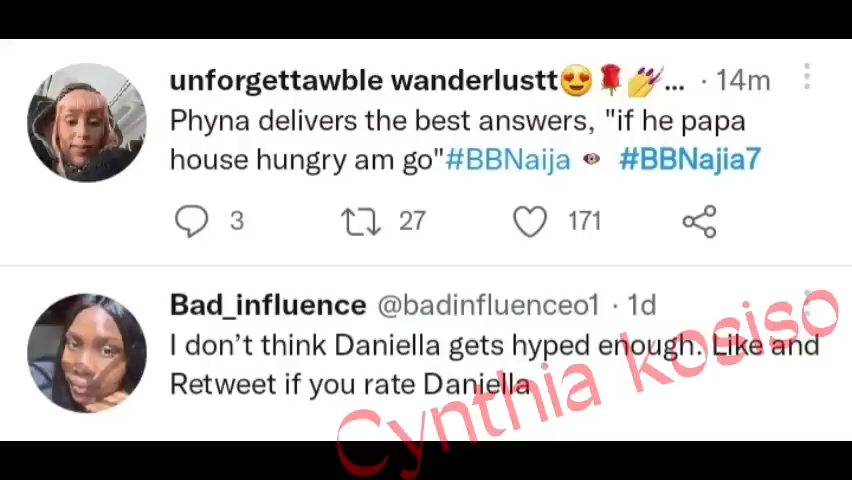 unforgettawble wanderlustt😍🌹💅... · 14m
Phyna delivers the best answers, "if he papa
house hungry am go"#BBNaija #BBNajia7
3 27 171
Bad_influence @badinfluenceo1 · 1d
I don't think Daniella gets hyped enough. Like and
Retweet if you rate Daniella
Cynthia kosiso